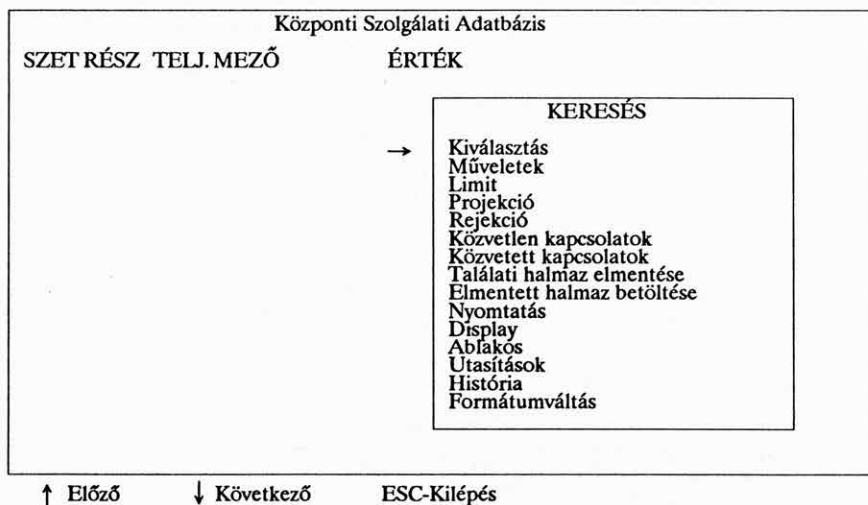 Központi Szolgálati Adatbázis
SZET RÉSZ TELJ. MEZŐ ÉRTÉK
KERESÉS
→ Kiválasztás
Műveletek
Limit
Projekció
Rejekció
Közvetlen kapcsolatok
Közvetett kapcsolatok
Találati halmaz elmentése
Elmentett halmaz betöltése
Nyomtatás
Display
Ablakos
Utasítások
História
Formátumváltás
↑ Előző ↓ Következő ESC-Kilépés